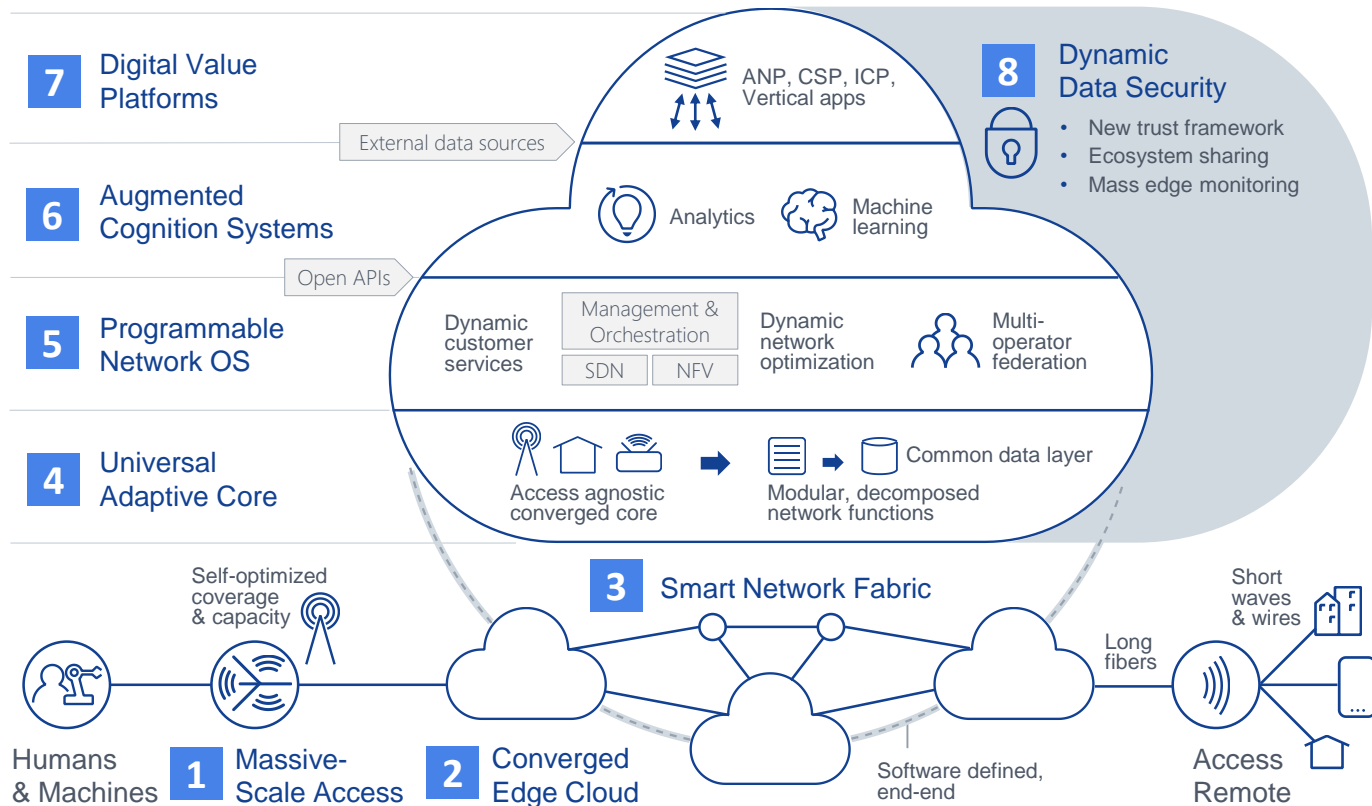 7
Digital Value
Platforms
ANP, CSP, ICP,
Vertical apps
8
Dynamic
Data Security
• New trust framework
• Ecosystem sharing
• Mass edge monitoring
External data sources
6
Augmented
Cognition Systems
Analytics
Machine
learning
Open APIs
5
Programmable
Network OS
Dynamic
customer
services
Management &
Orchestration
SDN
NFV
Dynamic
network
optimization
Multi-
operator
federation
4
Universal
Adaptive Core
Access agnostic
converged core
Common data layer
Modular, decomposed
network functions
3
Smart Network Fabric
Self-optimized
coverage
& capacity
Short
waves
& wires
Long
fibers
Humans
& Machines
1
Massive-
Scale Access
2
Converged
Edge Cloud
Software defined,
end-end
Access
Remote